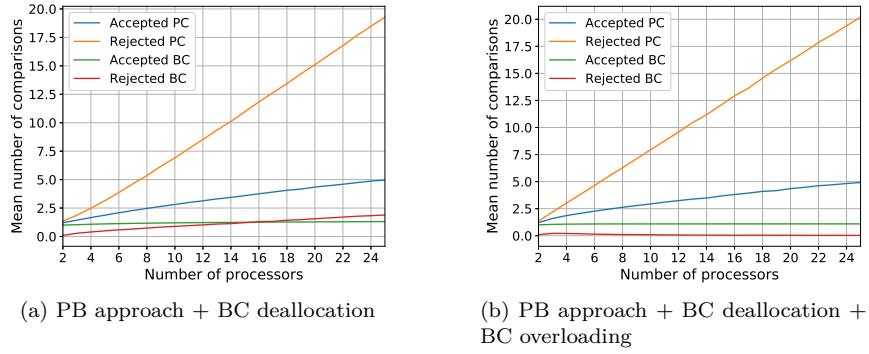 Mean number of comparisons
20.0
17.5
15.0
12.5
10.0
7.5
5.0
2.5
0.0
Accepted PC
Rejected PC
Accepted BC
Rejected BC
2 4 6 8 10 12 14 16 18 20 22 24
Number of processors
(a) PB approach + BC deallocation
Mean number of comparisons
20.0
17.5
15.0
12.5
10.0
7.5
5.0
2.5
0.0
Accepted PC
Rejected PC
Accepted BC
Rejected BC
2 4 6 8 10 12 14 16 18 20 22 24
Number of processors
(b) PB approach + BC deallocation +
BC overloading